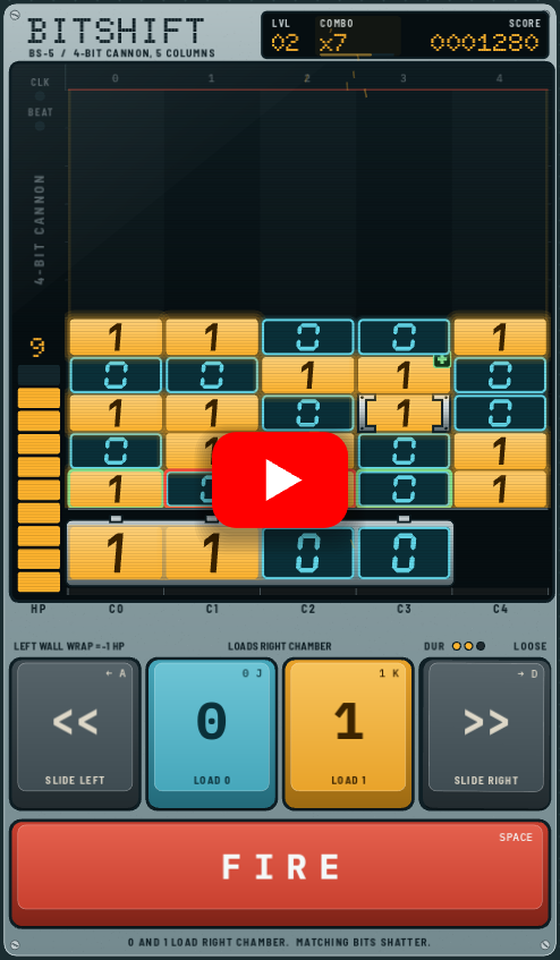 BITSHIFT
BS-5 / 4-BIT CANNON, 5 COLUMNS
LVL COMBO SCORE
02 x7 0001280
CLK 0 1 2 3 4
BEAT
4-BIT CANNON
9
1 1 0 0 1
0 0 1 1 + 0
1 1 0 1 0
0 1 0 1
1 0 0 1
1 1 0 0
HP C0 C1 C2 C3 C4
LEFT WALL WRAP =-1 HP LOADS RIGHT CHAMBER DUR LOOSE
← A 0 J 1 K → D
<< 0 1 >>
SLIDE LEFT LOAD 0 LOAD 1 SLIDE RIGHT
SPACE
FIRE
0 AND 1 LOAD RIGHT CHAMBER. MATCHING BITS SHATTER.